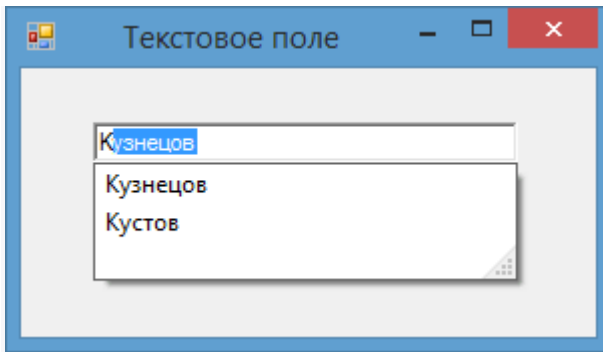 Текстовое поле
Кузнецов
Кузнецов
Кустов